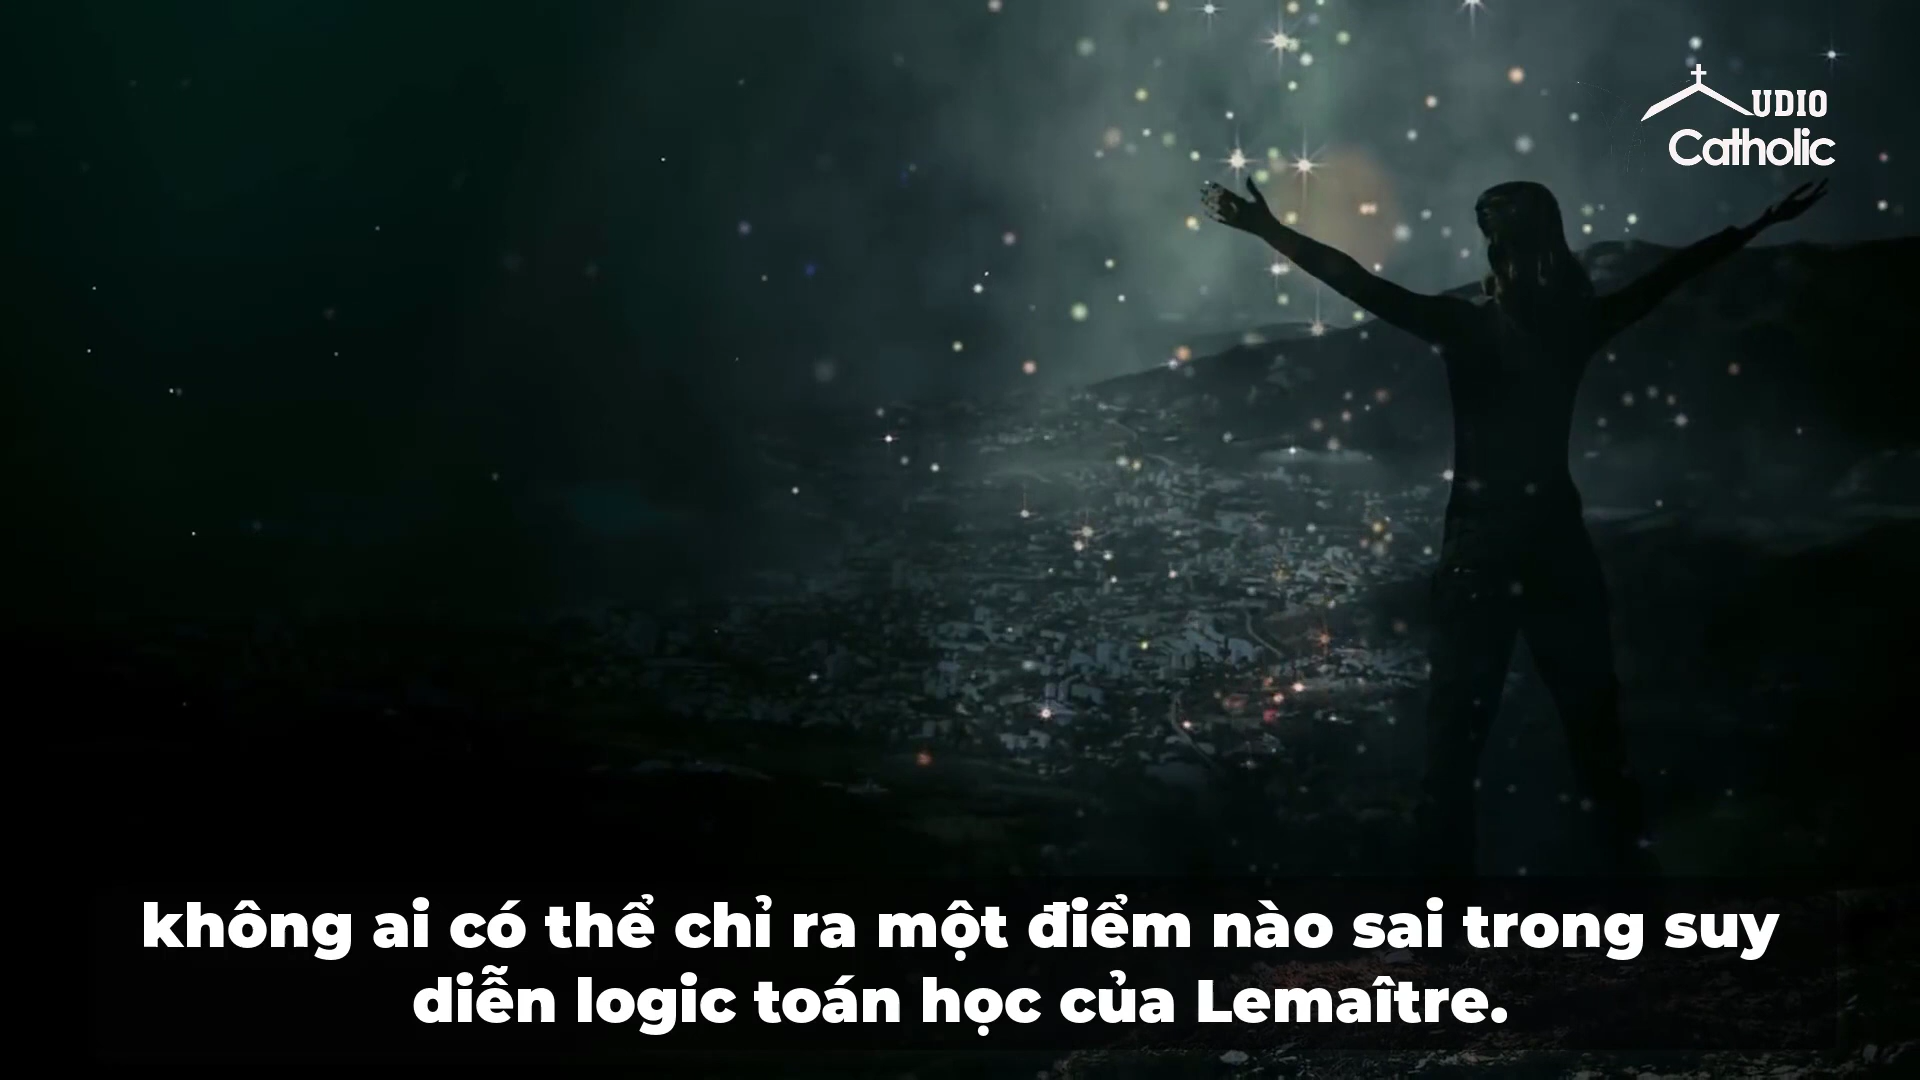 UDIO
Catholic
không ai có thể chỉ ra một điểm nào sai trong suy
diễn logic toán học của Lemaître.